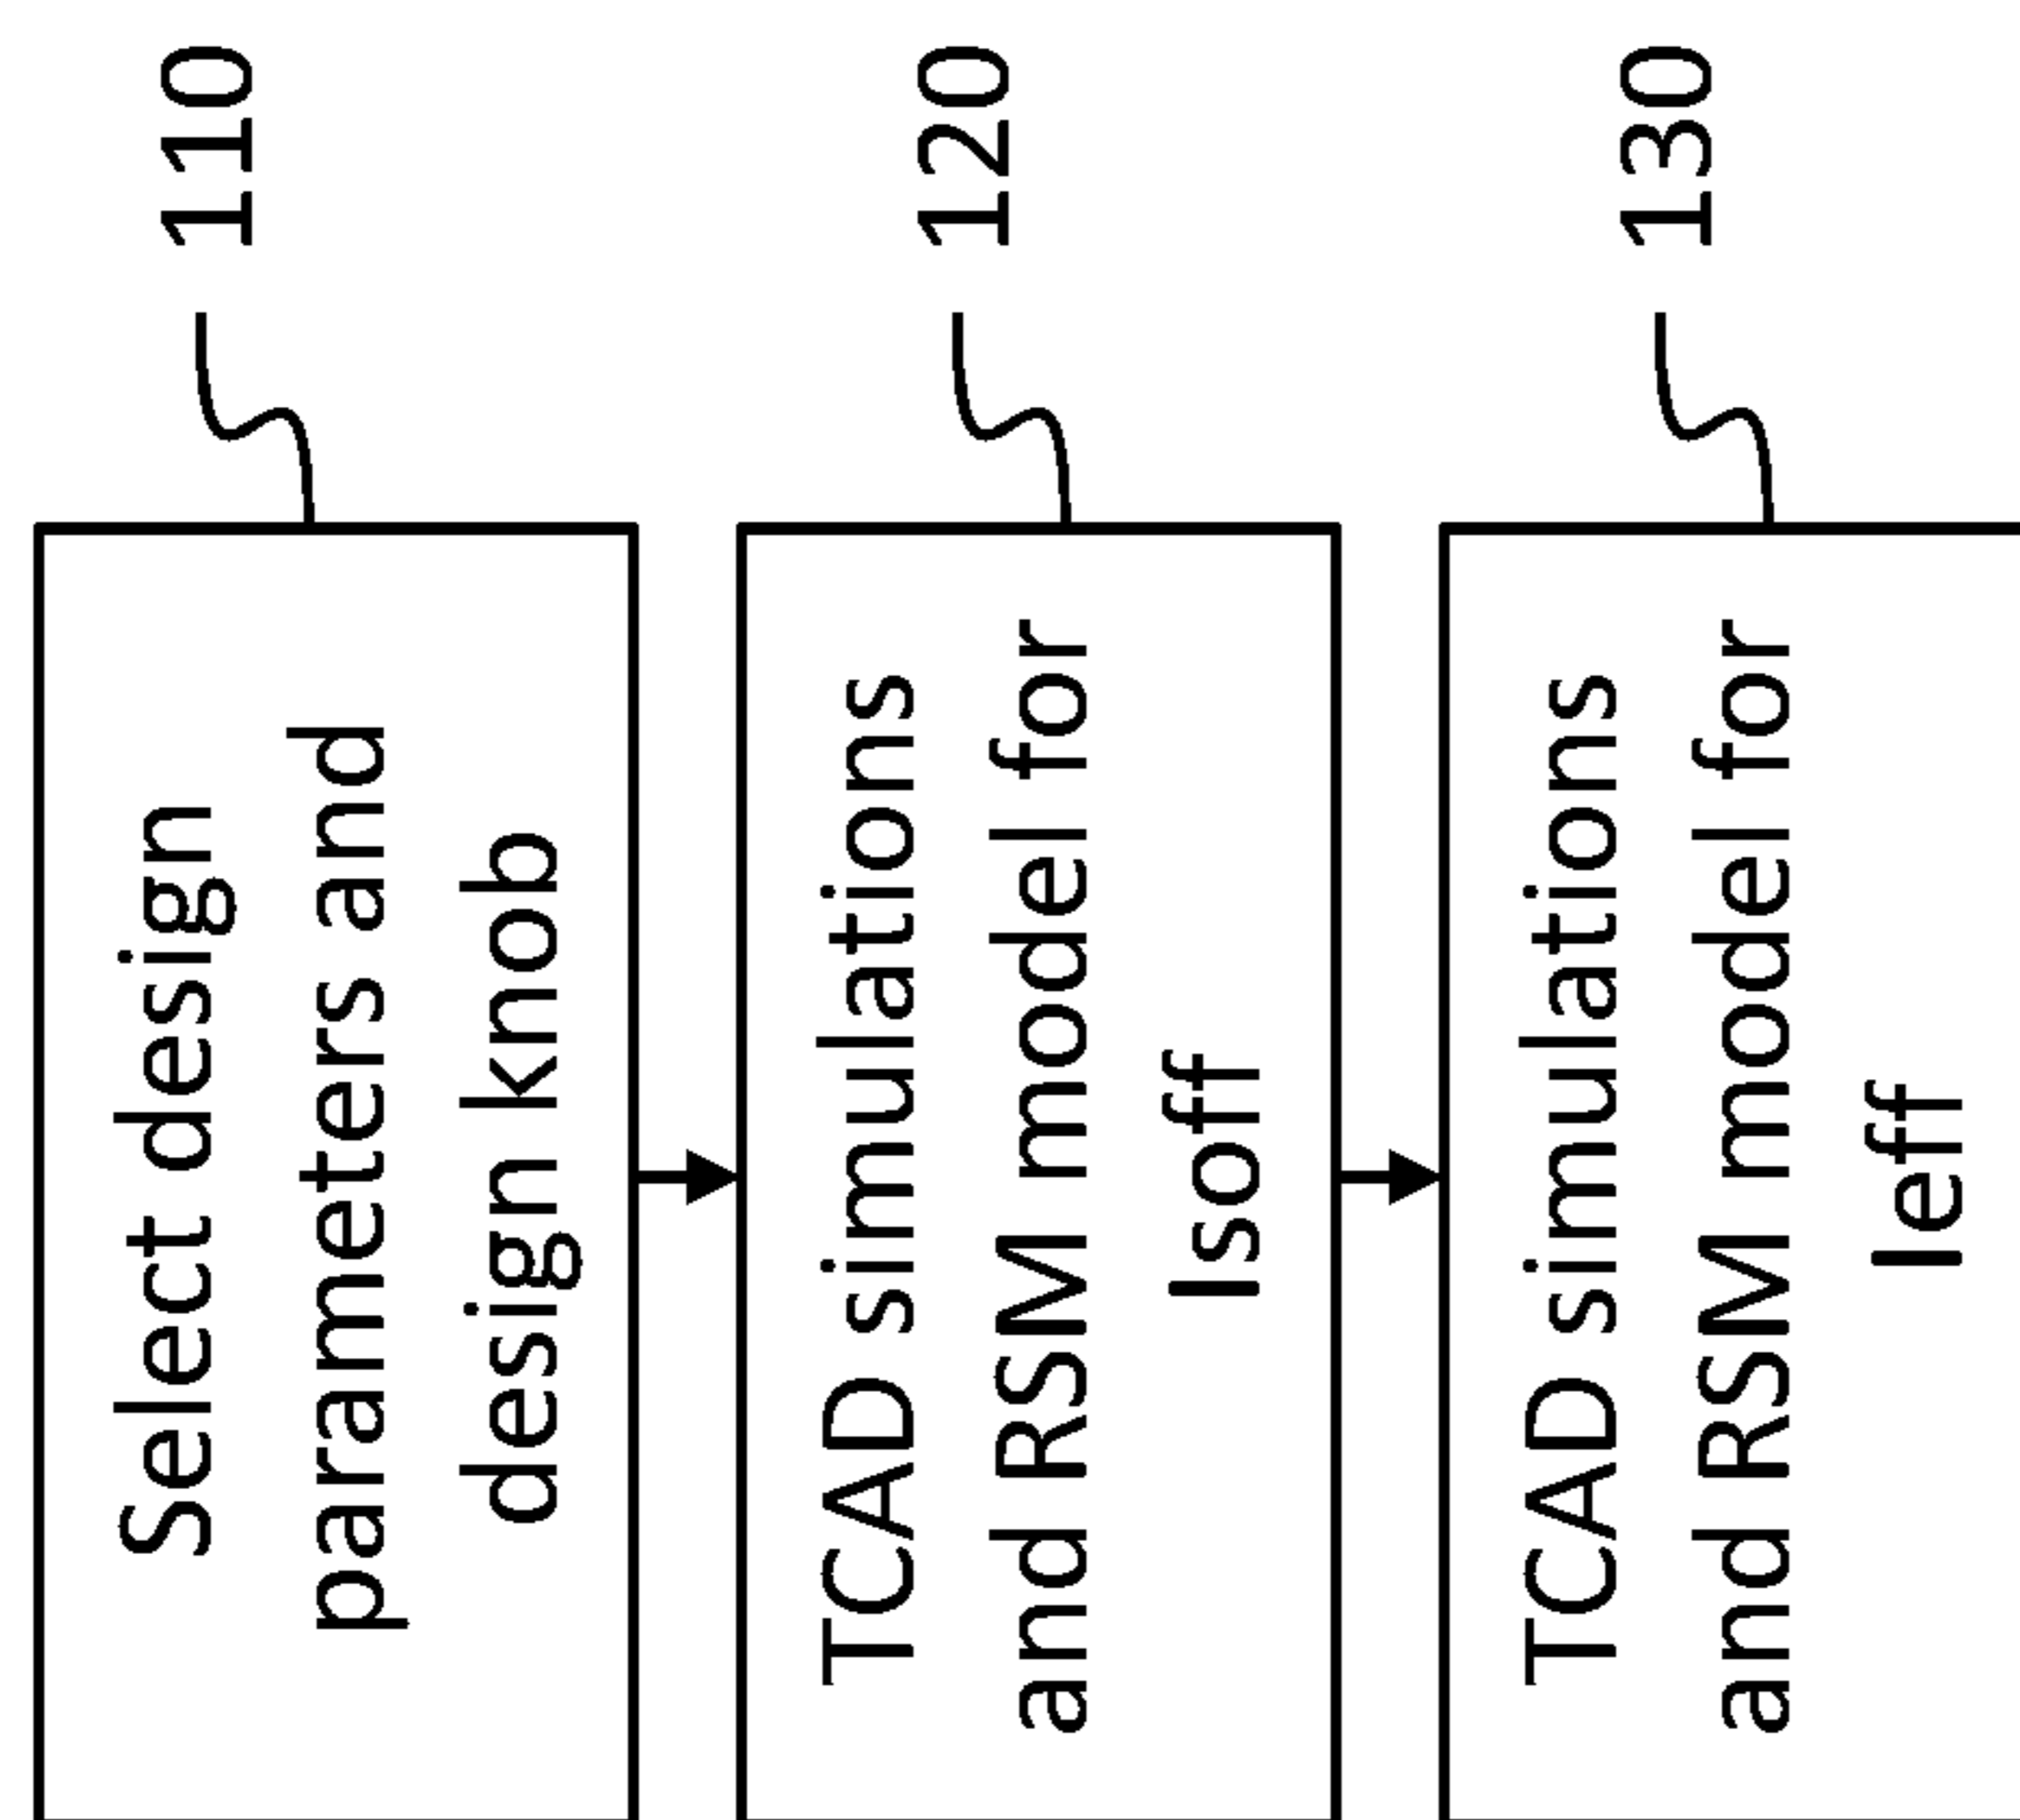 Select design
parameters and
design knob
110
TCAD simulations
and RSM model for
Isoff
120
TCAD simulations
and RSM model for
Ieff
130